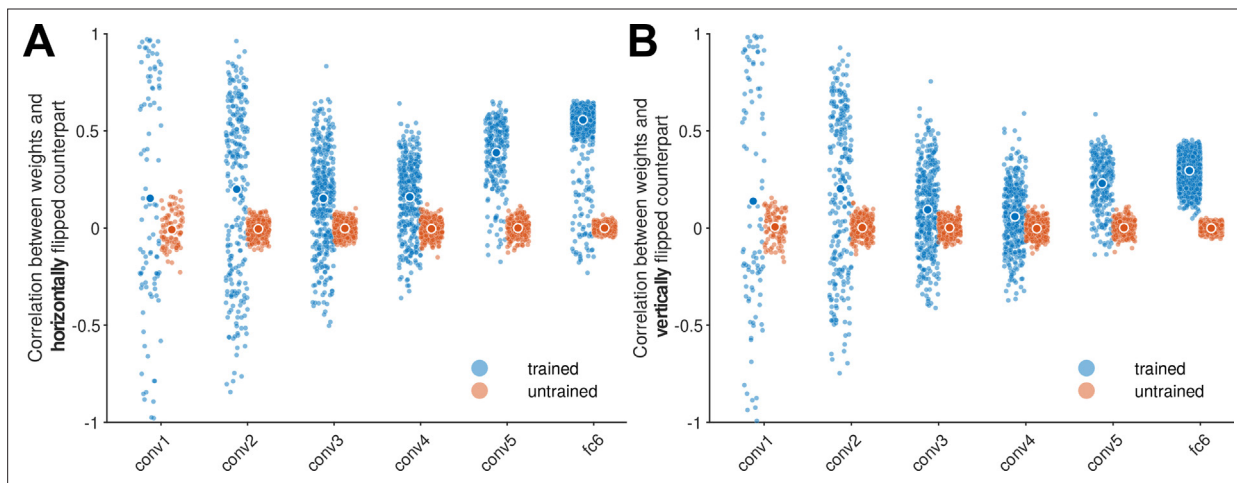 A
Correlation between weights and
horizontally flipped counterpart
1
0.5
0
-0.5
-1
conv1
conv2
conv3
conv4
conv5
fc6
trained
untrained
B
Correlation between weights and
vertically flipped counterpart
1
0.5
0
-0.5
-1
conv1
conv2
conv3
conv4
conv5
fc6
trained
untrained